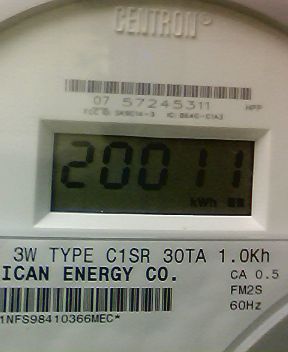 CENTRON®
07 57245311
HPP
20011
kWh
3W TYPE C1SR 30TA 1.0Kh
ICAN ENERGY CO.
CA 0.5
FM2S
60Hz
1NFS98410366MEC*